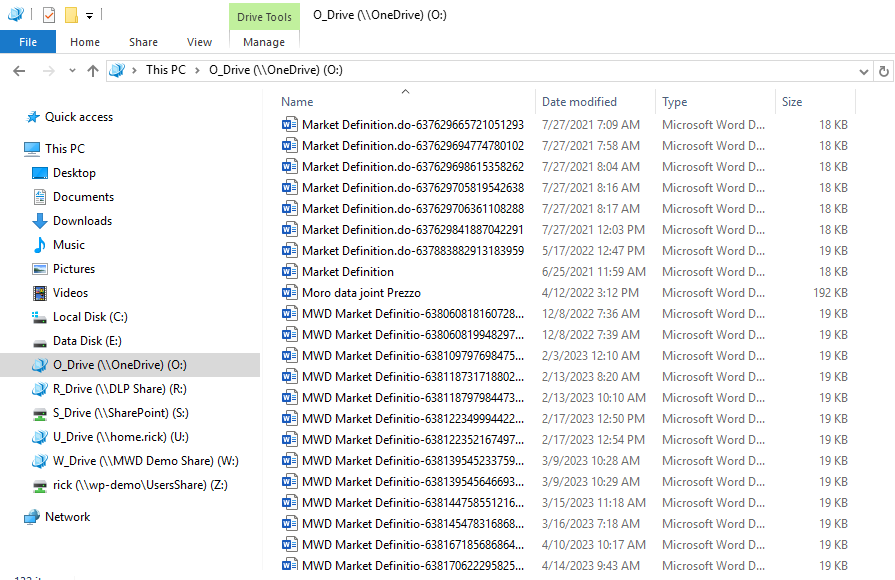 Drive Tools
O_Drive (\\OneDrive) (O:)
File Home Share View Manage
This PC O_Drive (\\OneDrive) (O:)
Quick access
This PC
Desktop
Documents
Downloads
Music
Pictures
Videos
Local Disk (C:)
Data Disk (E:)
O_Drive (\\OneDrive) (O:)
R_Drive (\\DLP Share) (R:)
S_Drive (\\SharePoint) (S:)
U_Drive (\\home.rick) (U:)
W_Drive (\\MWD Demo Share) (W:)
rick (\\wp-demo\UsersShare) (Z:)
Network
Name Date modified Type Size
Market Definition.do-637629665721051293 7/27/2021 7:09 AM Microsoft Word D... 18 KB
Market Definition.do-637629694774780102 7/27/2021 7:58 AM Microsoft Word D... 18 KB
Market Definition.do-637629698615358262 7/27/2021 8:04 AM Microsoft Word D... 18 KB
Market Definition.do-637629705819542638 7/27/2021 8:16 AM Microsoft Word D... 18 KB
Market Definition.do-637629706361108288 7/27/2021 8:17 AM Microsoft Word D... 18 KB
Market Definition.do-637629841887042291 7/27/2021 12:03 PM Microsoft Word D... 18 KB
Market Definition.do-637883882913183959 5/17/2022 12:47 PM Microsoft Word D... 19 KB
Market Definition 6/25/2021 11:59 AM Microsoft Word D... 18 KB
Moro data joint Prezzo 4/12/2022 3:12 PM Microsoft Word D... 192 KB
MWD Market Definitio-638060818160728... 12/8/2022 7:36 AM Microsoft Word D... 19 KB
MWD Market Definitio-638060819948297... 12/8/2022 7:39 AM Microsoft Word D... 19 KB
MWD Market Definitio-638109797698475... 2/3/2023 12:10 AM Microsoft Word D... 19 KB
MWD Market Definitio-638118731718802... 2/13/2023 8:20 AM Microsoft Word D... 19 KB
MWD Market Definitio-638118797984473... 2/13/2023 10:10 AM Microsoft Word D... 19 KB
MWD Market Definitio-638122349994422... 2/17/2023 12:50 PM Microsoft Word D... 19 KB
MWD Market Definitio-638122352167497... 2/17/2023 12:54 PM Microsoft Word D... 19 KB
MWD Market Definitio-638139545233759... 3/9/2023 10:28 AM Microsoft Word D... 19 KB
MWD Market Definitio-638139545646693... 3/9/2023 10:29 AM Microsoft Word D... 19 KB
MWD Market Definitio-638144758551216... 3/15/2023 11:18 AM Microsoft Word D... 19 KB
MWD Market Definitio-638145478316868... 3/16/2023 7:18 AM Microsoft Word D... 19 KB
MWD Market Definitio-638167185686864... 4/10/2023 10:17 AM Microsoft Word D... 19 KB
MWD Market Definitio-638170622295825... 4/14/2023 9:43 AM Microsoft Word D... 19 KB